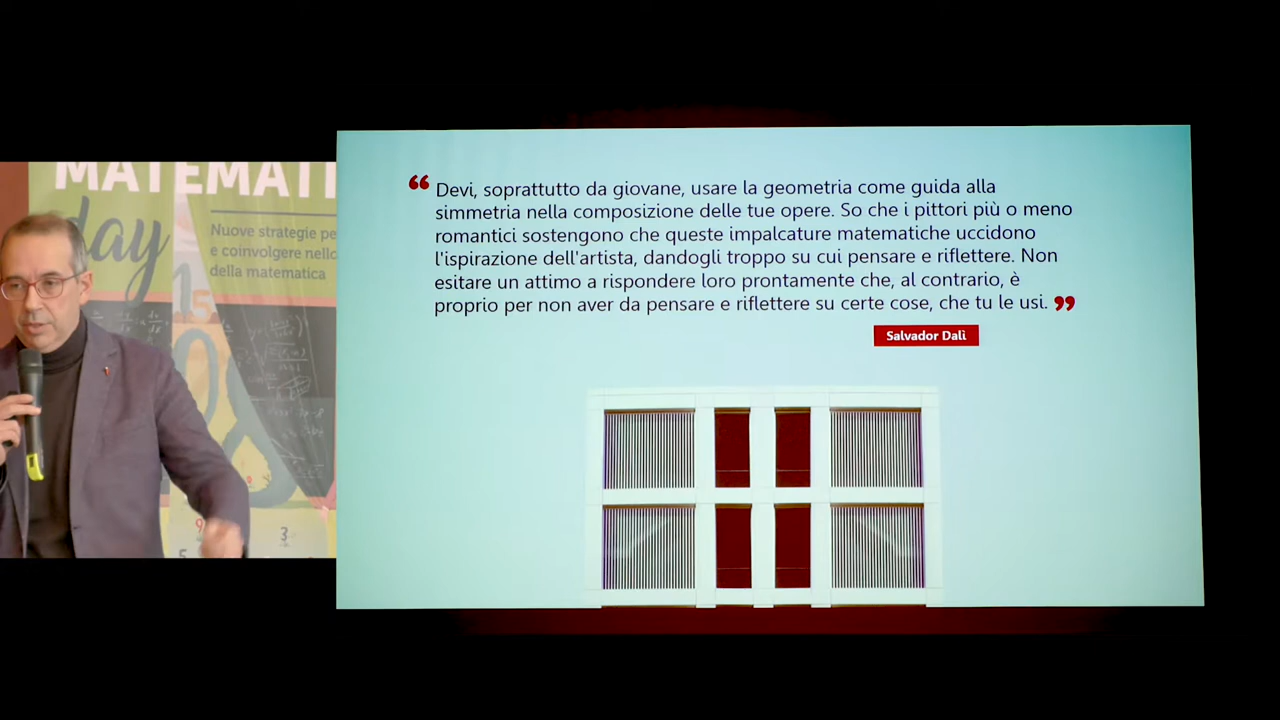 MATEMATI
day
Nuove strategie pe
e coinvolgere nello
della matematica
“ Devi, soprattutto da giovane, usare la geometria come guida alla
simmetria nella composizione delle tue opere. So che i pittori più o meno
romantici sostengono che queste impalcature matematiche uccidono
l'ispirazione dell'artista, dandogli troppo su cui pensare e riflettere. Non
esitare un attimo a rispondere loro prontamente che, al contrario, è
proprio per non aver da pensare e riflettere su certe cose, che tu le usi. ”
Salvador Dalì